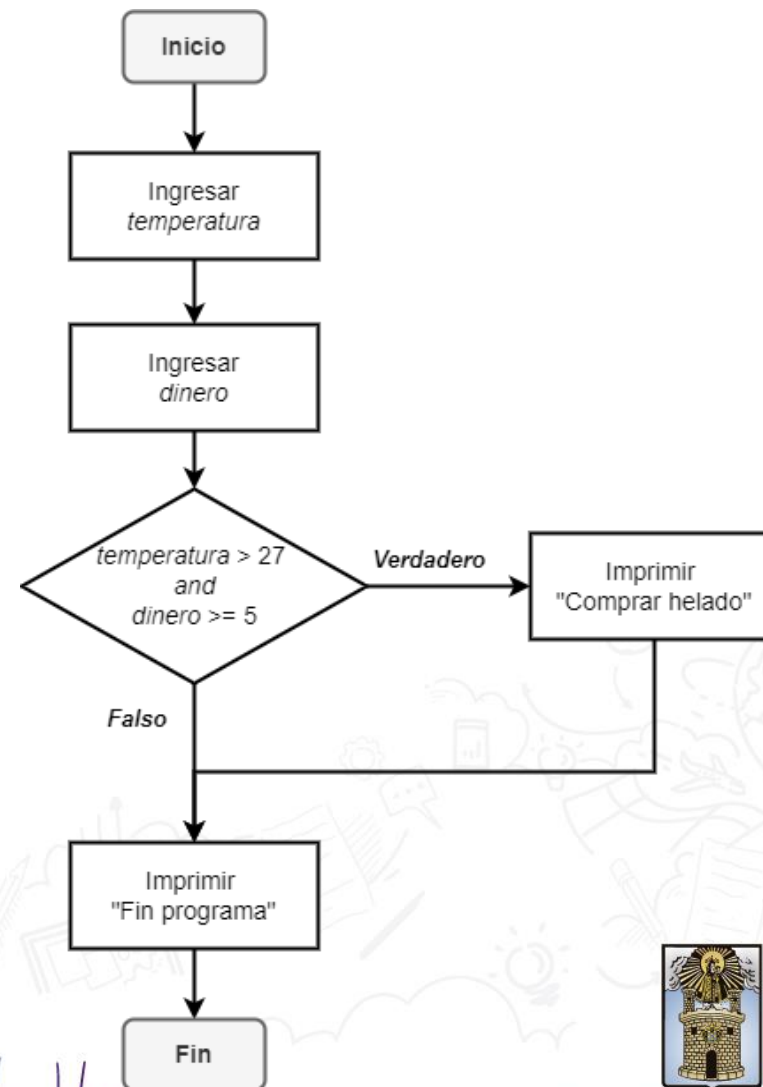 Inicio
Ingresar
temperatura
Ingresar
dinero
temperatura > 27
and
dinero >= 5
Verdadero
Imprimir
"Comprar helado"
Falso
Imprimir
"Fin programa"
Fin